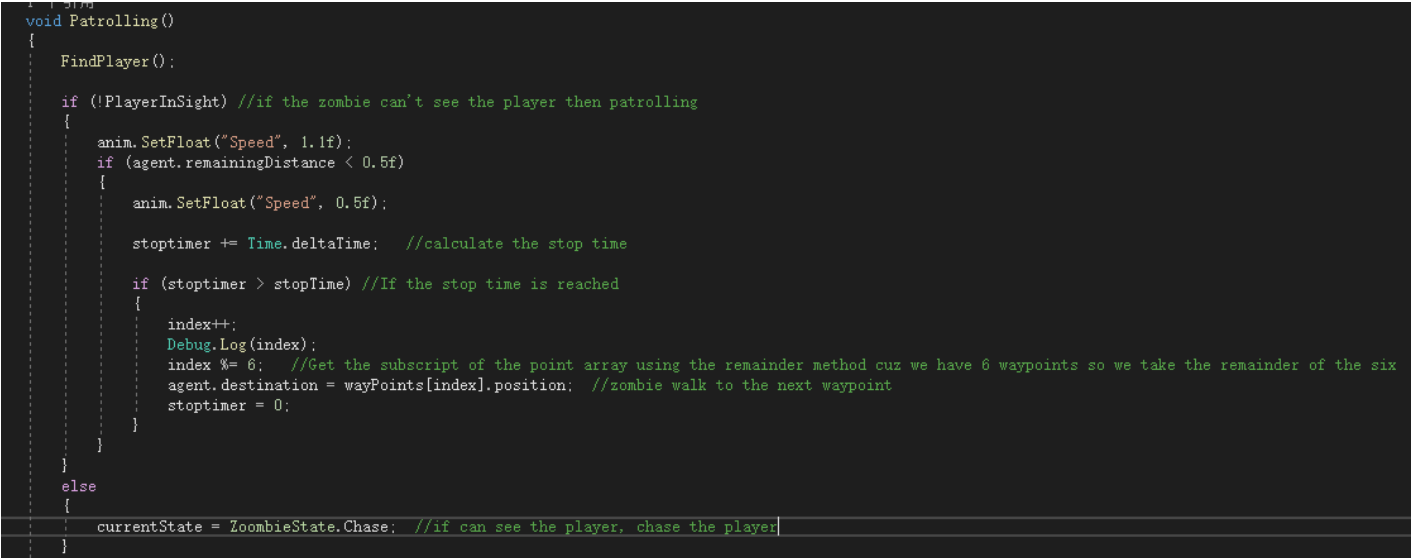 void Patrolling()
{
FindPlayer();
if (!PlayerInSight) //if the zombie can't see the player then patrolling
{
anim.SetFloat("Speed", 1.1f);
if (agent.remainingDistance < 0.5f)
{
anim.SetFloat("Speed", 0.5f);
stoptimer += Time.deltaTime; //calculate the stop time
if (stoptimer > stopTime) //If the stop time is reached
{
index++;
Debug.Log(index);
index %= 6; //Get the subscript of the point array using the remainder method cuz we have 6 waypoints so we take the remainder of the six
agent.destination = wayPoints[index].position; //zombie walk to the next waypoint
stoptimer = 0;
}
}
}
else
{
currentState = ZoombieState.Chase; //if can see the player, chase the player
}